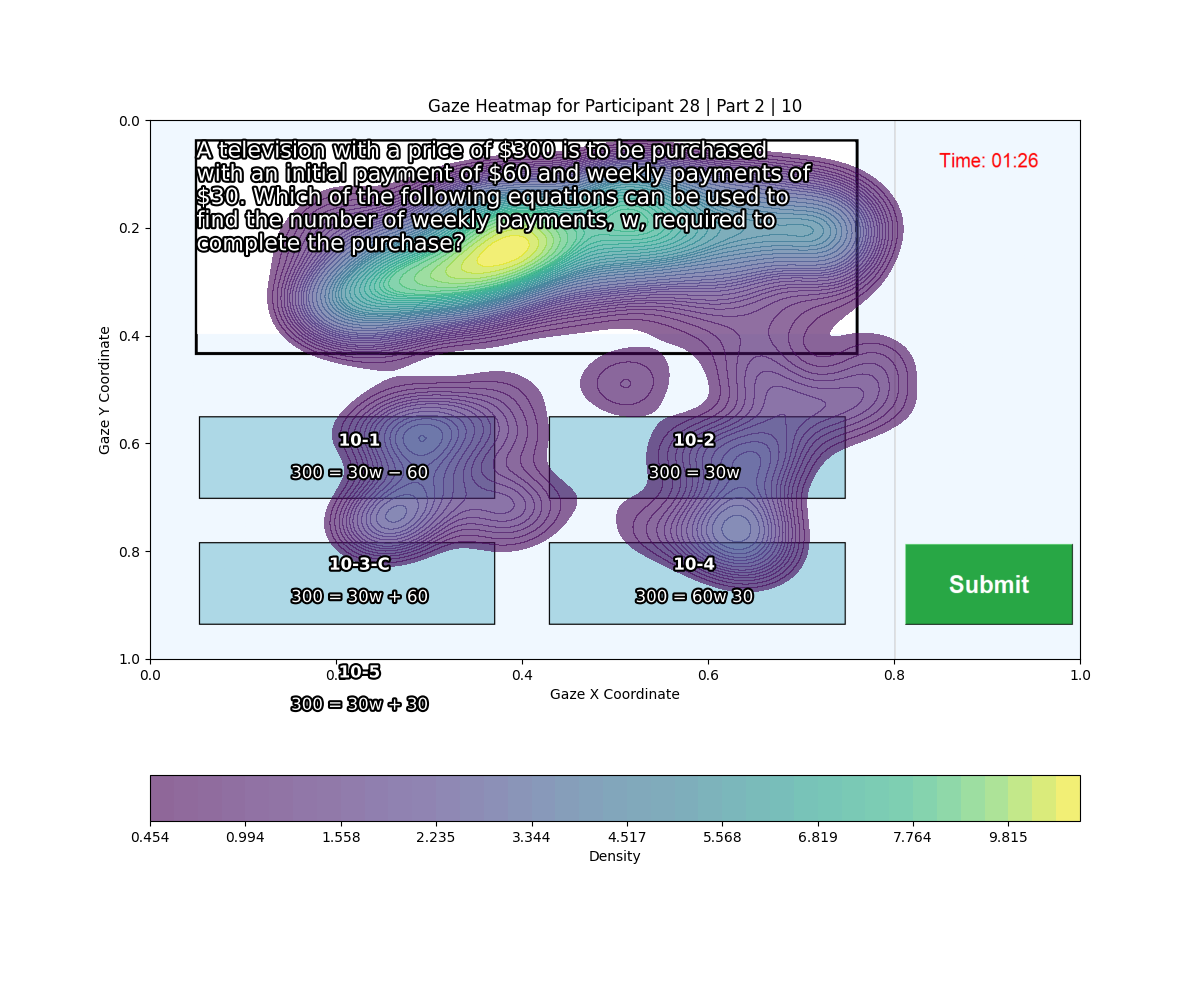 Gaze Heatmap for Participant 28 | Part 2 | 10
A television with a price of $300 is to be purchased
with an initial payment of $60 and weekly payments of
$30. Which of the following equations can be used to
find the number of weekly payments, w, required to
complete the purchase?
Time: 01:26
10-1
300 = 30w − 60
10-2
300 = 30w
10-3-C
300 = 30w + 60
10-4
300 = 60w 30
Submit
10-5
300 = 30w + 30
Gaze Y Coordinate
0.0
0.2
0.4
0.6
0.8
1.0
0.0 0.2 0.4 0.6 0.8 1.0
Gaze X Coordinate
0.454 0.994 1.558 2.235 3.344 4.517 5.568 6.819 7.764 9.815
Density